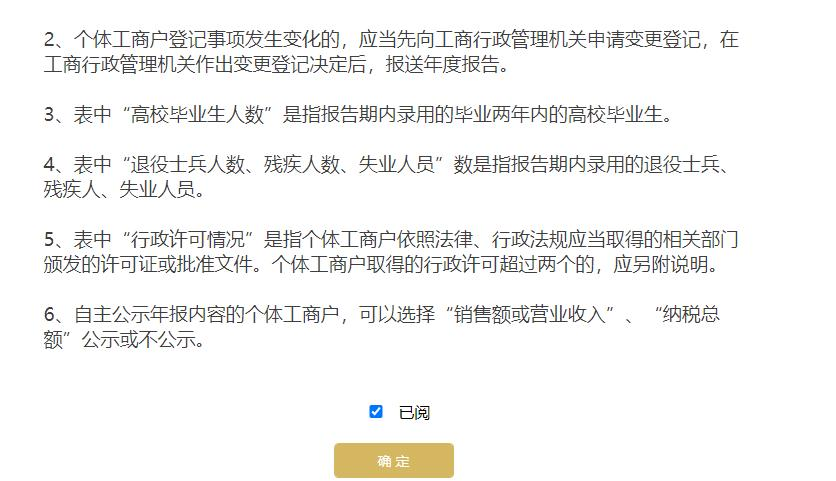 2、个体工商户登记事项发生变化的，应当先向工商行政管理机关申请变更登记，在
工商行政管理机关作出变更登记决定后，报送年度报告。
3、表中“高校毕业生人数”是指报告期内录用的毕业两年内的高校毕业生。
4、表中“退役士兵人数、残疾人数、失业人员”数是指报告期内录用的退役士兵、
残疾人、失业人员。
5、表中“行政许可情况”是指个体工商户依照法律、行政法规应当取得的相关部门
颁发的许可证或批准文件。个体工商户取得的行政许可超过两个的，应另附说明。
6、自主公示年报内容的个体工商户，可以选择“销售额或营业收入”、“纳税总
额”公示或不公示。
已阅
确定